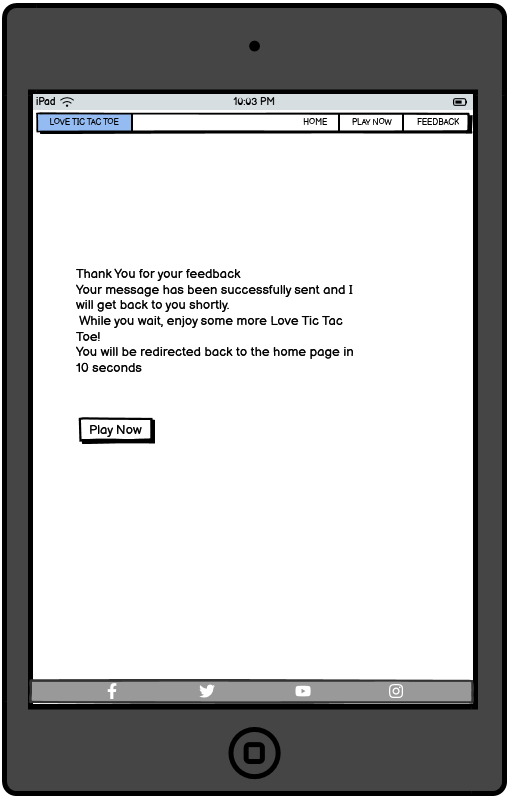 iPad 10:03 PM
LOVE TIC TAC TOE HOME PLAY NOW FEEDBACK
Thank You for your feedback
Your message has been successfully sent and I
will get back to you shortly.
While you wait, enjoy some more Love Tic Tac
Toe!
You will be redirected back to the home page in
10 seconds
Play Now